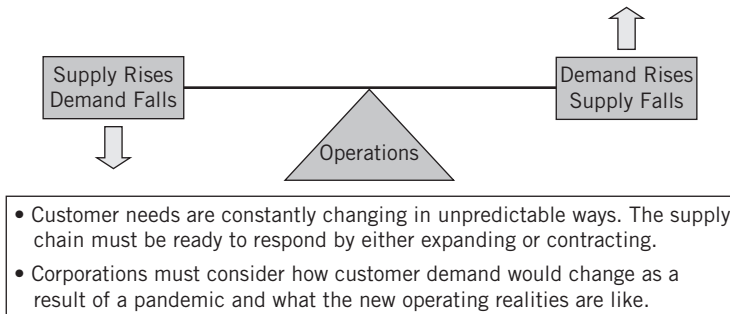 Supply Rises
Demand Falls
Demand Rises
Supply Falls
Operations
• Customer needs are constantly changing in unpredictable ways. The supply
chain must be ready to respond by either expanding or contracting.
• Corporations must consider how customer demand would change as a
result of a pandemic and what the new operating realities are like.